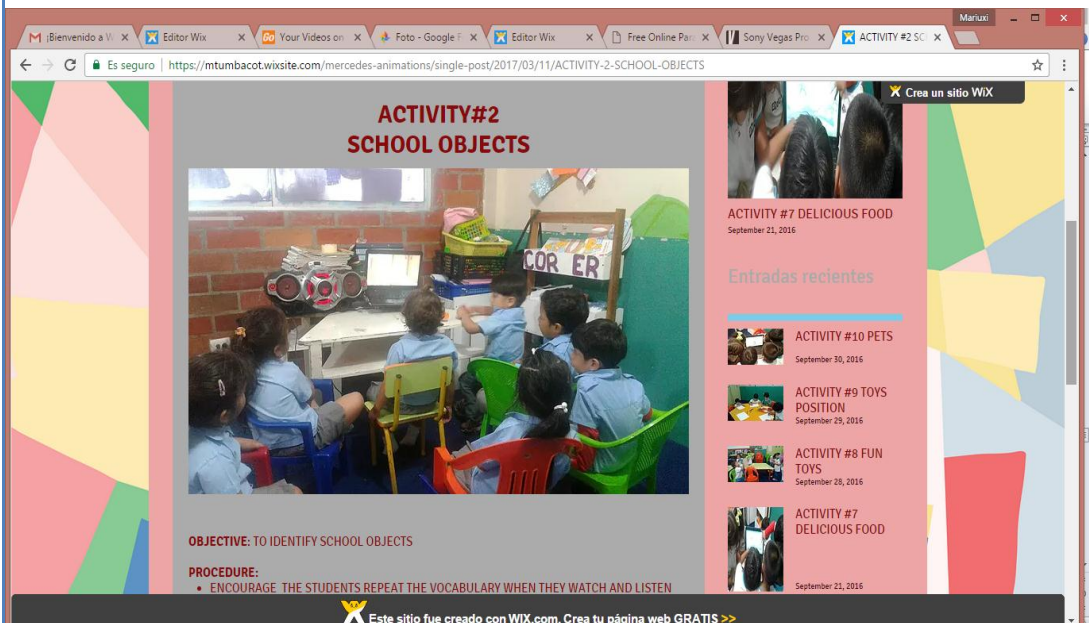 Mariuxi
¡Bienvenido a W
Editor Wix
Your Videos on
Foto - Google F
Editor Wix
Free Online Par
Sony Vegas Pro
ACTIVITY #2 SC
Es seguro
https://mtumbacot.wixsite.com/mercedes-animations/single-post/2017/03/11/ACTIVITY-2-SCHOOL-OBJECTS
Crea un sitio WiX
ACTIVITY#2
SCHOOL OBJECTS
COR ER
OBJECTIVE: TO IDENTIFY SCHOOL OBJECTS
PROCEDURE:
• ENCOURAGE THE STUDENTS REPEAT THE VOCABULARY WHEN THEY WATCH AND LISTEN
ACTIVITY #7 DELICIOUS FOOD
September 21, 2016
Entradas recientes
ACTIVITY #10 PETS
September 30, 2016
ACTIVITY #9 TOYS
POSITION
September 29, 2016
ACTIVITY #8 FUN
TOYS
September 28, 2016
ACTIVITY #7
DELICIOUS FOOD
September 21, 2016
Este sitio fue creado con WIX.com. Crea tu página web GRATIS >>